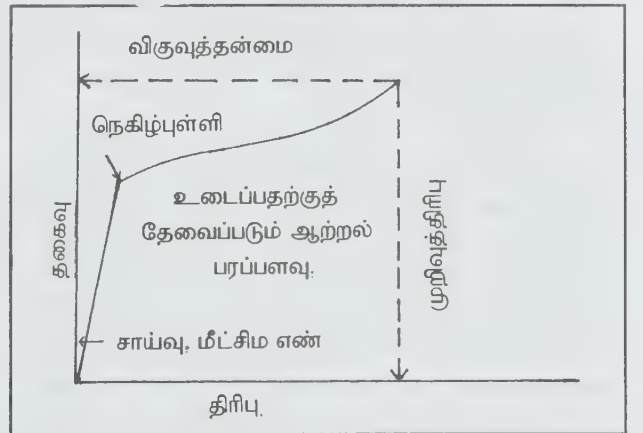 விகுவுத்தன்மை
நெகிழ்புள்ளி
உடைப்பதற்குத்
தேவைப்படும் ஆற்றல்
பரப்பளவு.
தகைவு
முறிவுத்திரிபு
சாய்வு. மீட்சிம எண்
திரிபு.